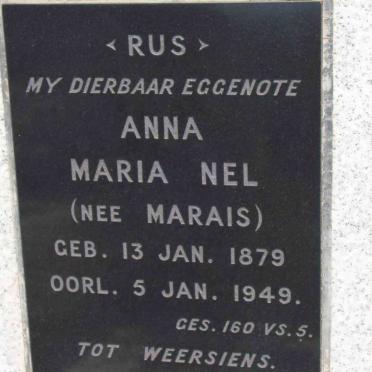 < RUS >
MY DIERBAAR EGGENOTE
ANNA
MARIA NEL
(NEE MARAIS)
GEB. 13 JAN. 1879
OORL. 5 JAN. 1949.
GES. 160 VS. 5.
TOT WEERSIENS.